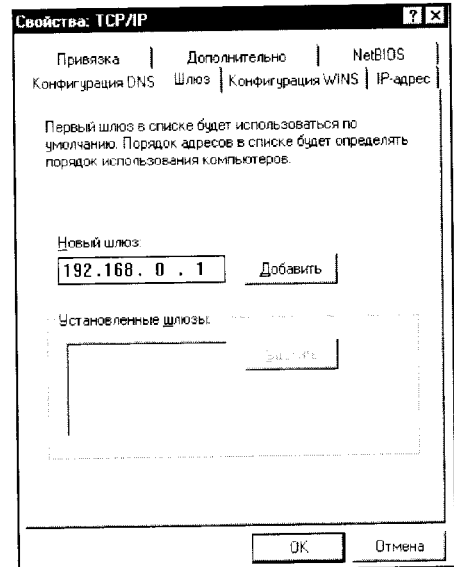 Свойства: TCP/IP
? ×
Привязка Дополнительно NetBIOS
Конфигурация DNS Шлюз Конфигурация WINS IP-адрес
Первый шлюз в списке будет использоваться по
умолчанию. Порядок адресов в списке будет определять
порядок использования компьютеров.
Новый шлюз:
192.168. 0 . 1 Добавить
Установленные шлюзы:
OK Отмена